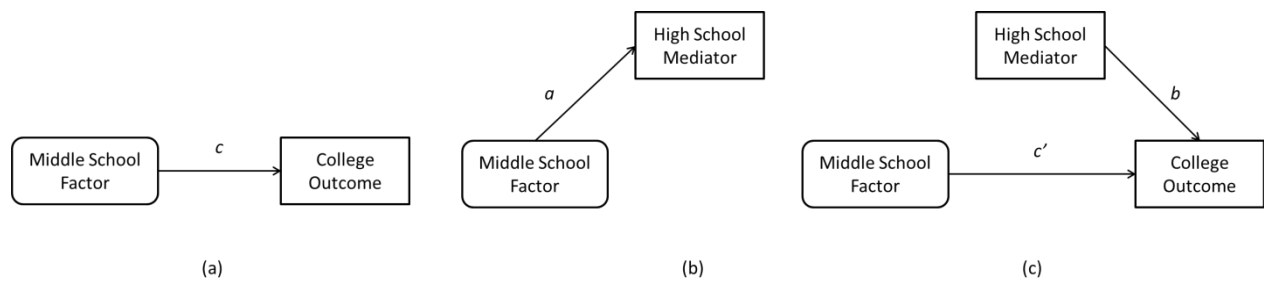 c
Middle School
Factor
College
Outcome
(a)
High School
Mediator
a
Middle School
Factor
(b)
High School
Mediator
b
c′
Middle School
Factor
College
Outcome
(c)